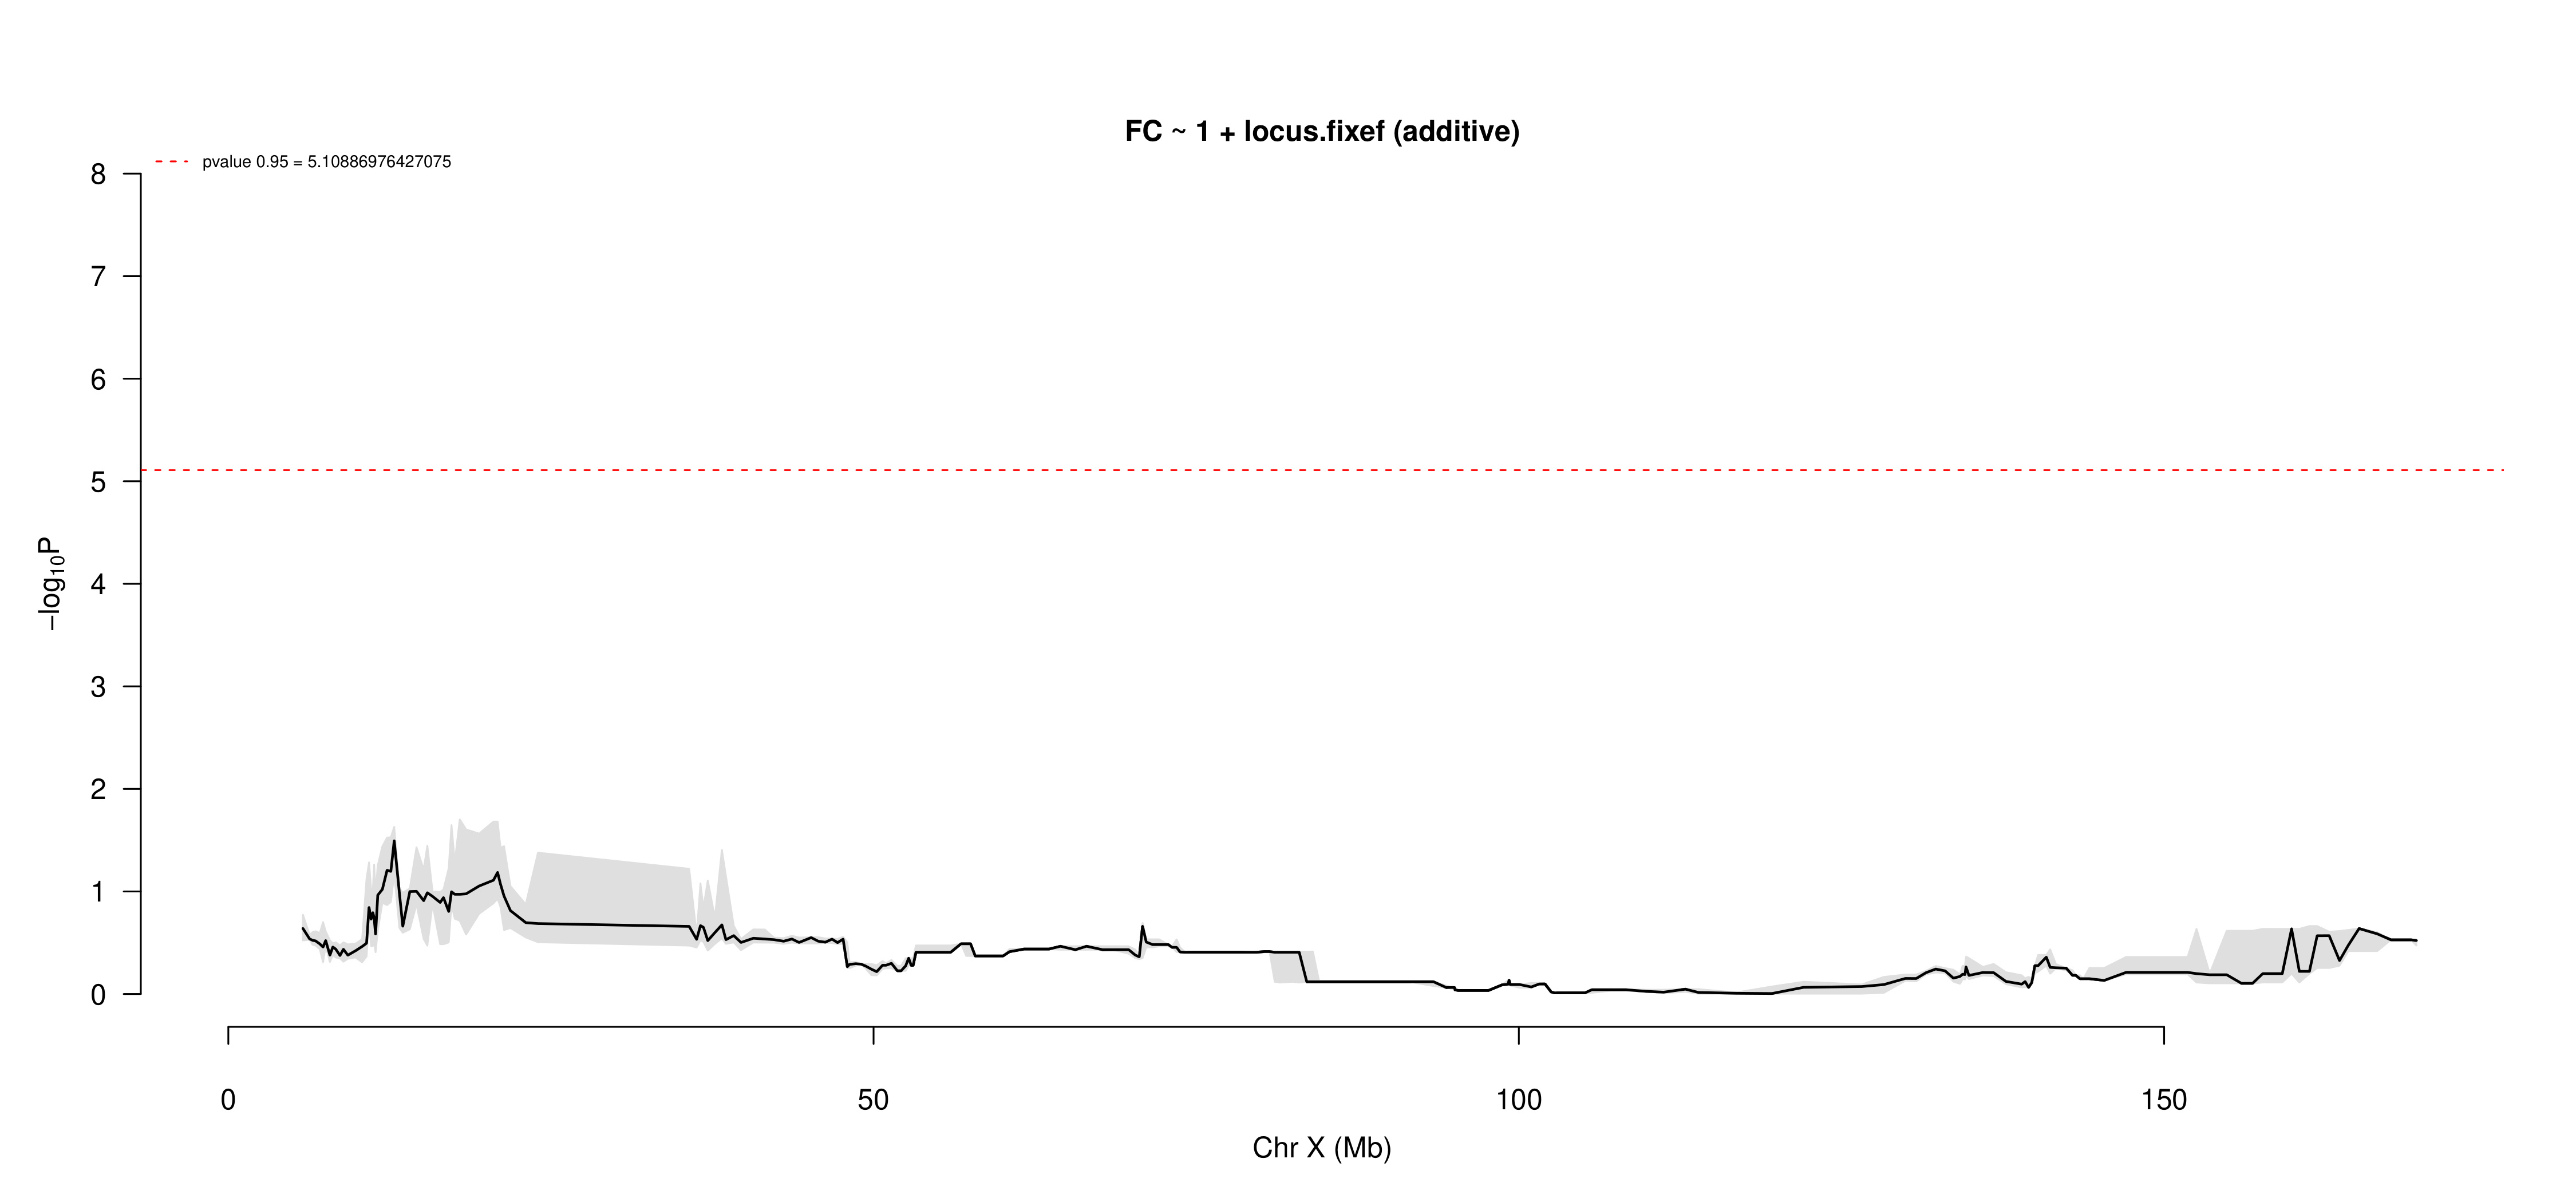 FC ~ 1 + locus.fixef (additive)
pvalue 0.95 = 5.10886976427075
8
7
6
5
4
3
2
1
0
−log10P
0 50 100 150
Chr X (Mb)